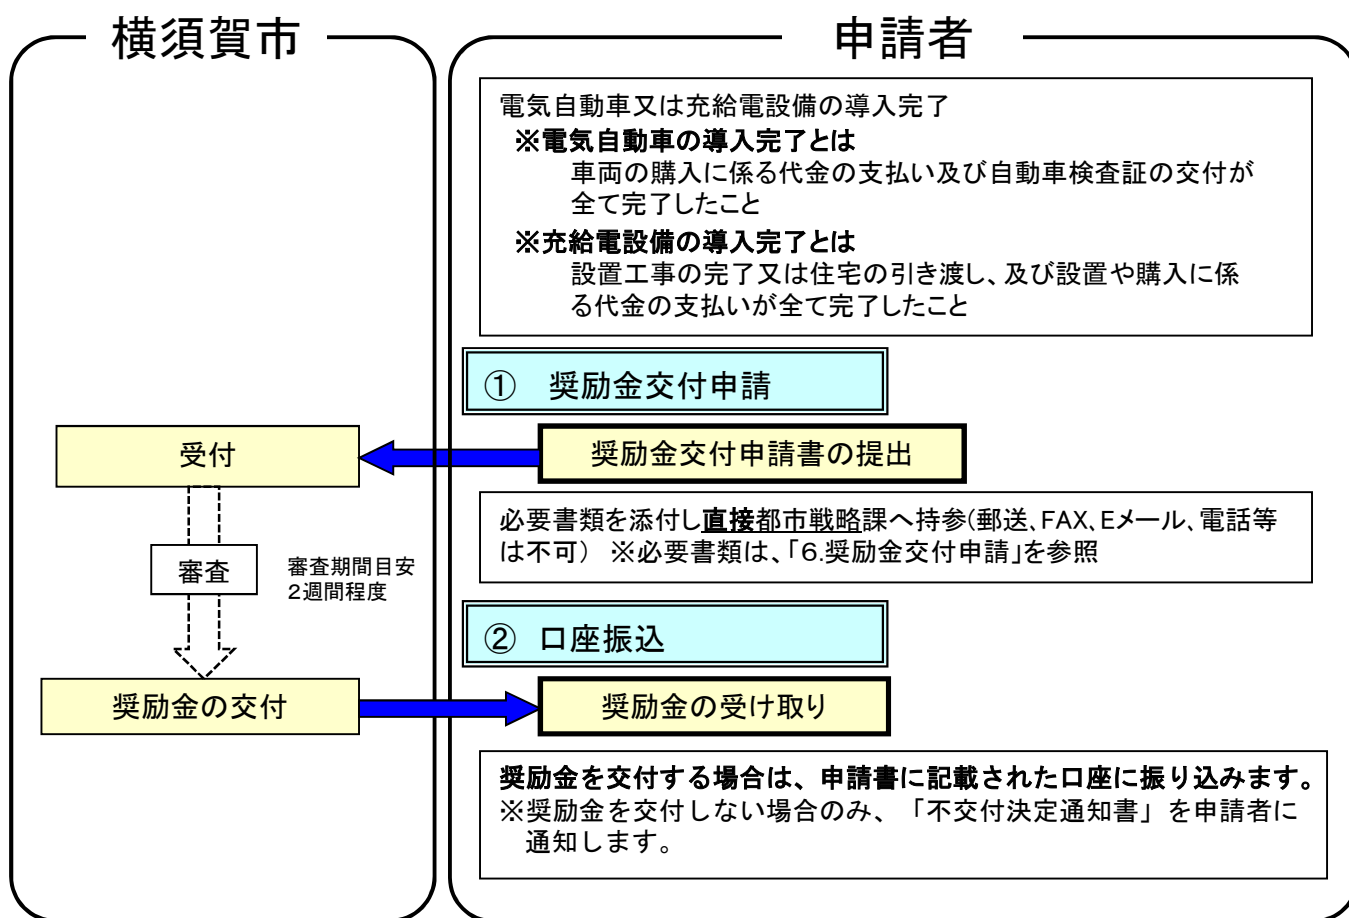 横須賀市
申請者
電気自動車又は充給電設備の導入完了
※電気自動車の導入完了とは
車両の購入に係る代金の支払い及び自動車検査証の交付が
全て完了したこと
※充給電設備の導入完了とは
設置工事の完了又は住宅の引き渡し、及び設置や購入に係
る代金の支払いが全て完了したこと
① 奨励金交付申請
受付
奨励金交付申請書の提出
必要書類を添付し直接都市戦略課へ持参(郵送、FAX、Eメール、電話等
は不可) ※必要書類は、「6.奨励金交付申請」を参照
審査
審査期間目安
２週間程度
② 口座振込
奨励金の交付
奨励金の受け取り
奨励金を交付する場合は、申請書に記載された口座に振り込みます。
※奨励金を交付しない場合のみ、「不交付決定通知書」を申請者に
通知します。